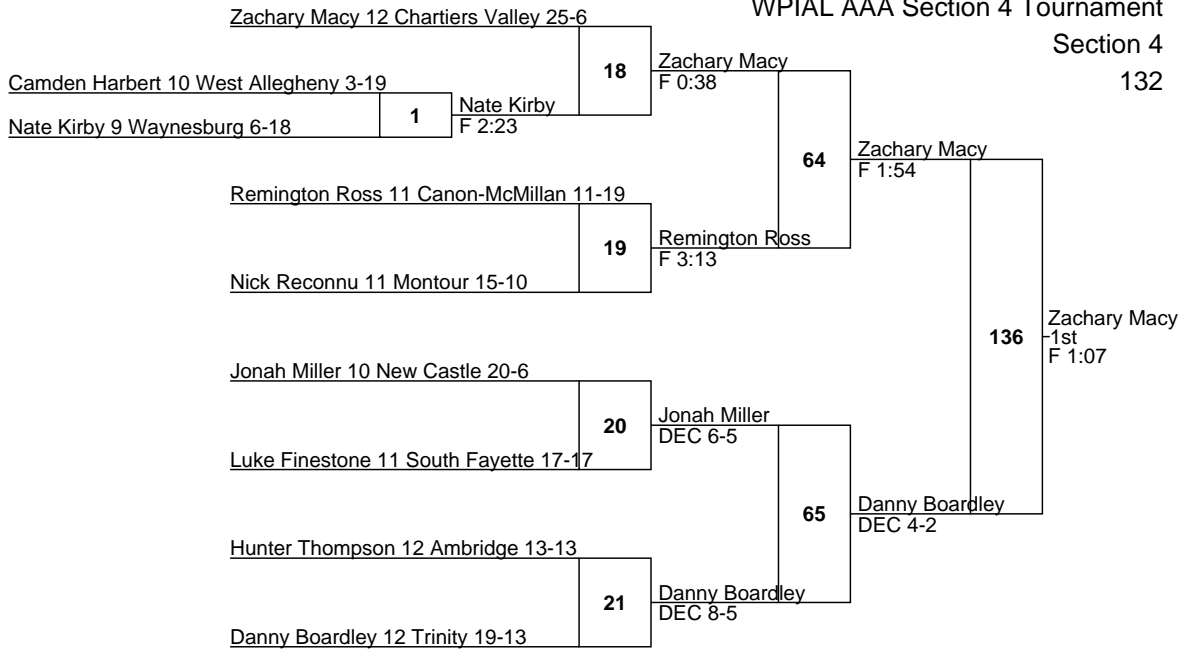 WPIAL AAA Section 4 Tournament
Section 4
132
Zachary Macy 12 Chartiers Valley 25-6
18
Zachary Macy
F 0:38
Camden Harbert 10 West Allegheny 3-19
1
Nate Kirby
F 2:23
Nate Kirby 9 Waynesburg 6-18
64
Zachary Macy
F 1:54
Remington Ross 11 Canon-McMillan 11-19
19
Remington Ross
F 3:13
Nick Reconnu 11 Montour 15-10
136
Zachary Macy
1st
F 1:07
Jonah Miller 10 New Castle 20-6
20
Jonah Miller
DEC 6-5
Luke Finestone 11 South Fayette 17-17
65
Danny Boardley
DEC 4-2
Hunter Thompson 12 Ambridge 13-13
21
Danny Boardley
DEC 8-5
Danny Boardley 12 Trinity 19-13